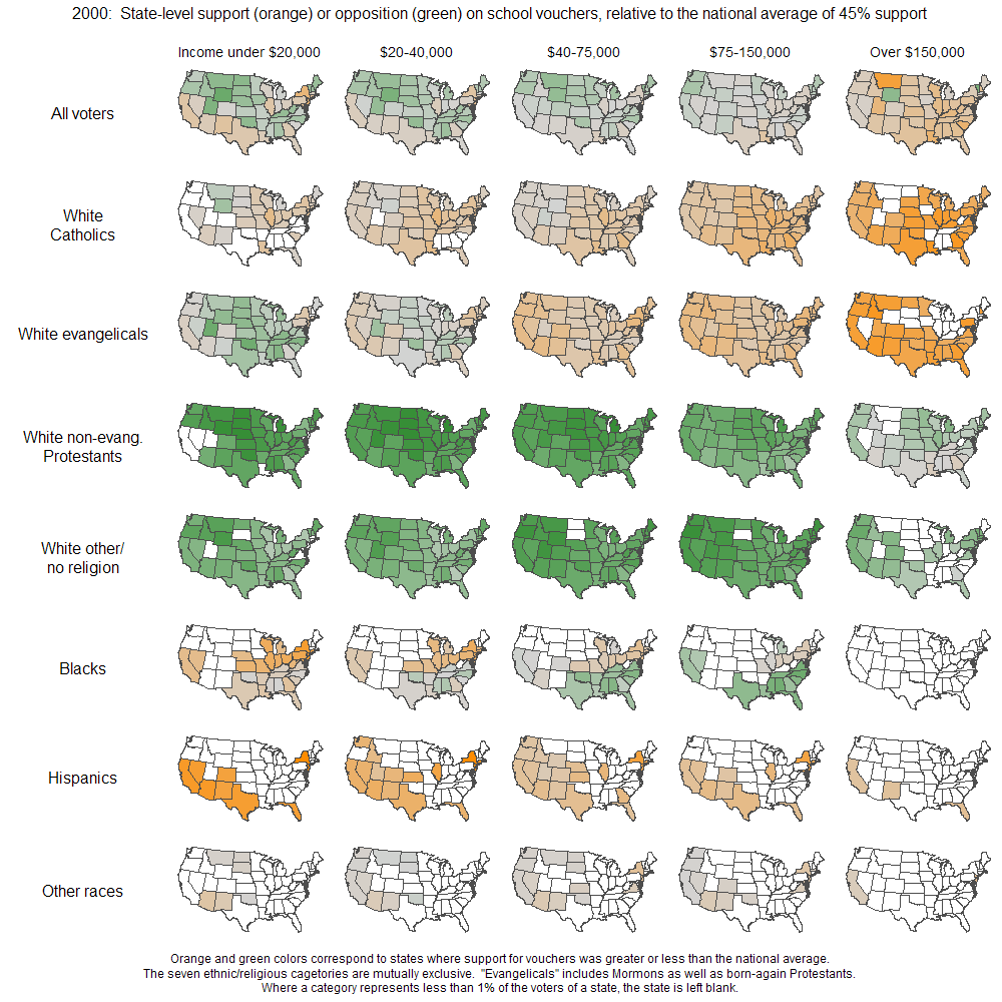 2000:  State-level support (orange) or opposition (green) on school vouchers, relative to the national average of 45% support
Income under $20,000
$20-40,000
$40-75,000
$75-150,000
Over $150,000
All voters
White
Catholics
White evangelicals
White non-evang.
Protestants
White other/
no religion
Blacks
Hispanics
Other races
Orange and green colors correspond to states where support for vouchers was greater or less than the national average.
The seven ethnic/religious cagetories are mutually exclusive.  "Evangelicals" includes Mormons as well as born-again Protestants.
Where a category represents less than 1% of the voters of a state, the state is left blank.